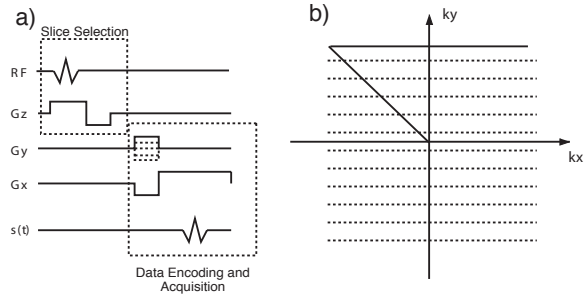 a)
Slice Selection
RF
Gz
Gy
Gx
s(t)
Data Encoding and
Acquisition
b)
ky
kx